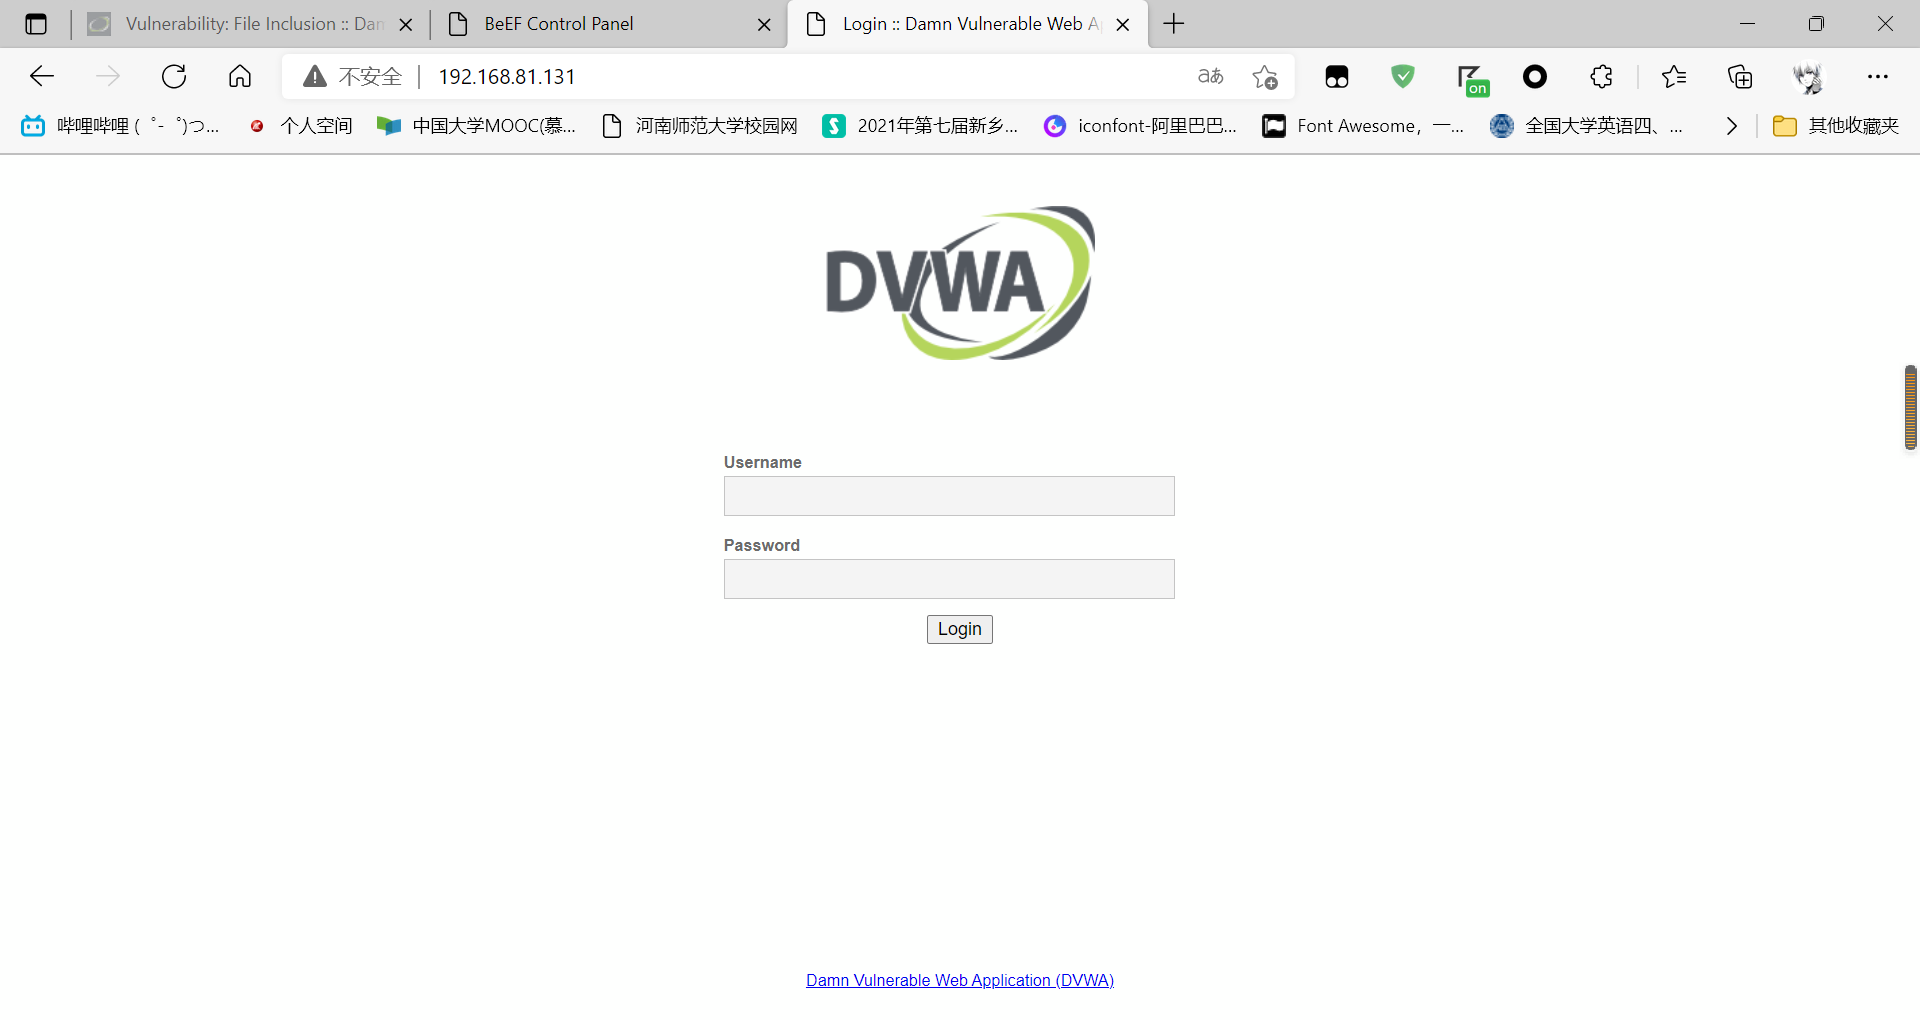 Vulnerability: File Inclusion :: Dam
BeEF Control Panel
Login :: Damn Vulnerable Web A
不安全
192.168.81.131
aあ
on
哔哩哔哩 (゜-゜)つ...
个人空间
中国大学MOOC(慕...
河南师范大学校园网
2021年第七届新乡...
iconfont-阿里巴巴...
Font Awesome，一...
全国大学英语四、...
其他收藏夹
DVWA
Username
Password
Login
Damn Vulnerable Web Application (DVWA)